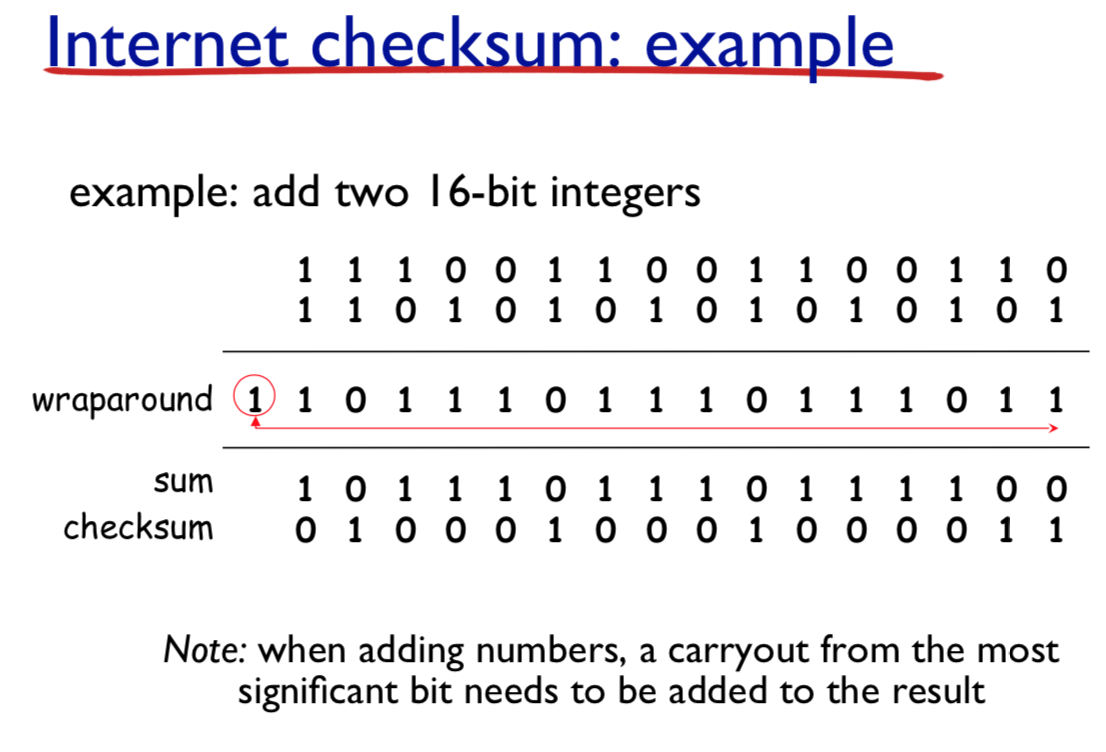 Internet checksum: example
example: add two 16-bit integers
1 1 1 0 0 1 1 0 0 1 1 0 0 1 1 0
1 1 0 1 0 1 0 1 0 1 0 1 0 1 0 1
wraparound 1 1 0 1 1 1 0 1 1 1 0 1 1 1 0 1 1
sum 1 0 1 1 1 0 1 1 1 0 1 1 1 1 0 0
checksum 0 1 0 0 0 1 0 0 0 1 0 0 0 0 1 1
Note: when adding numbers, a carryout from the most
significant bit needs to be added to the result